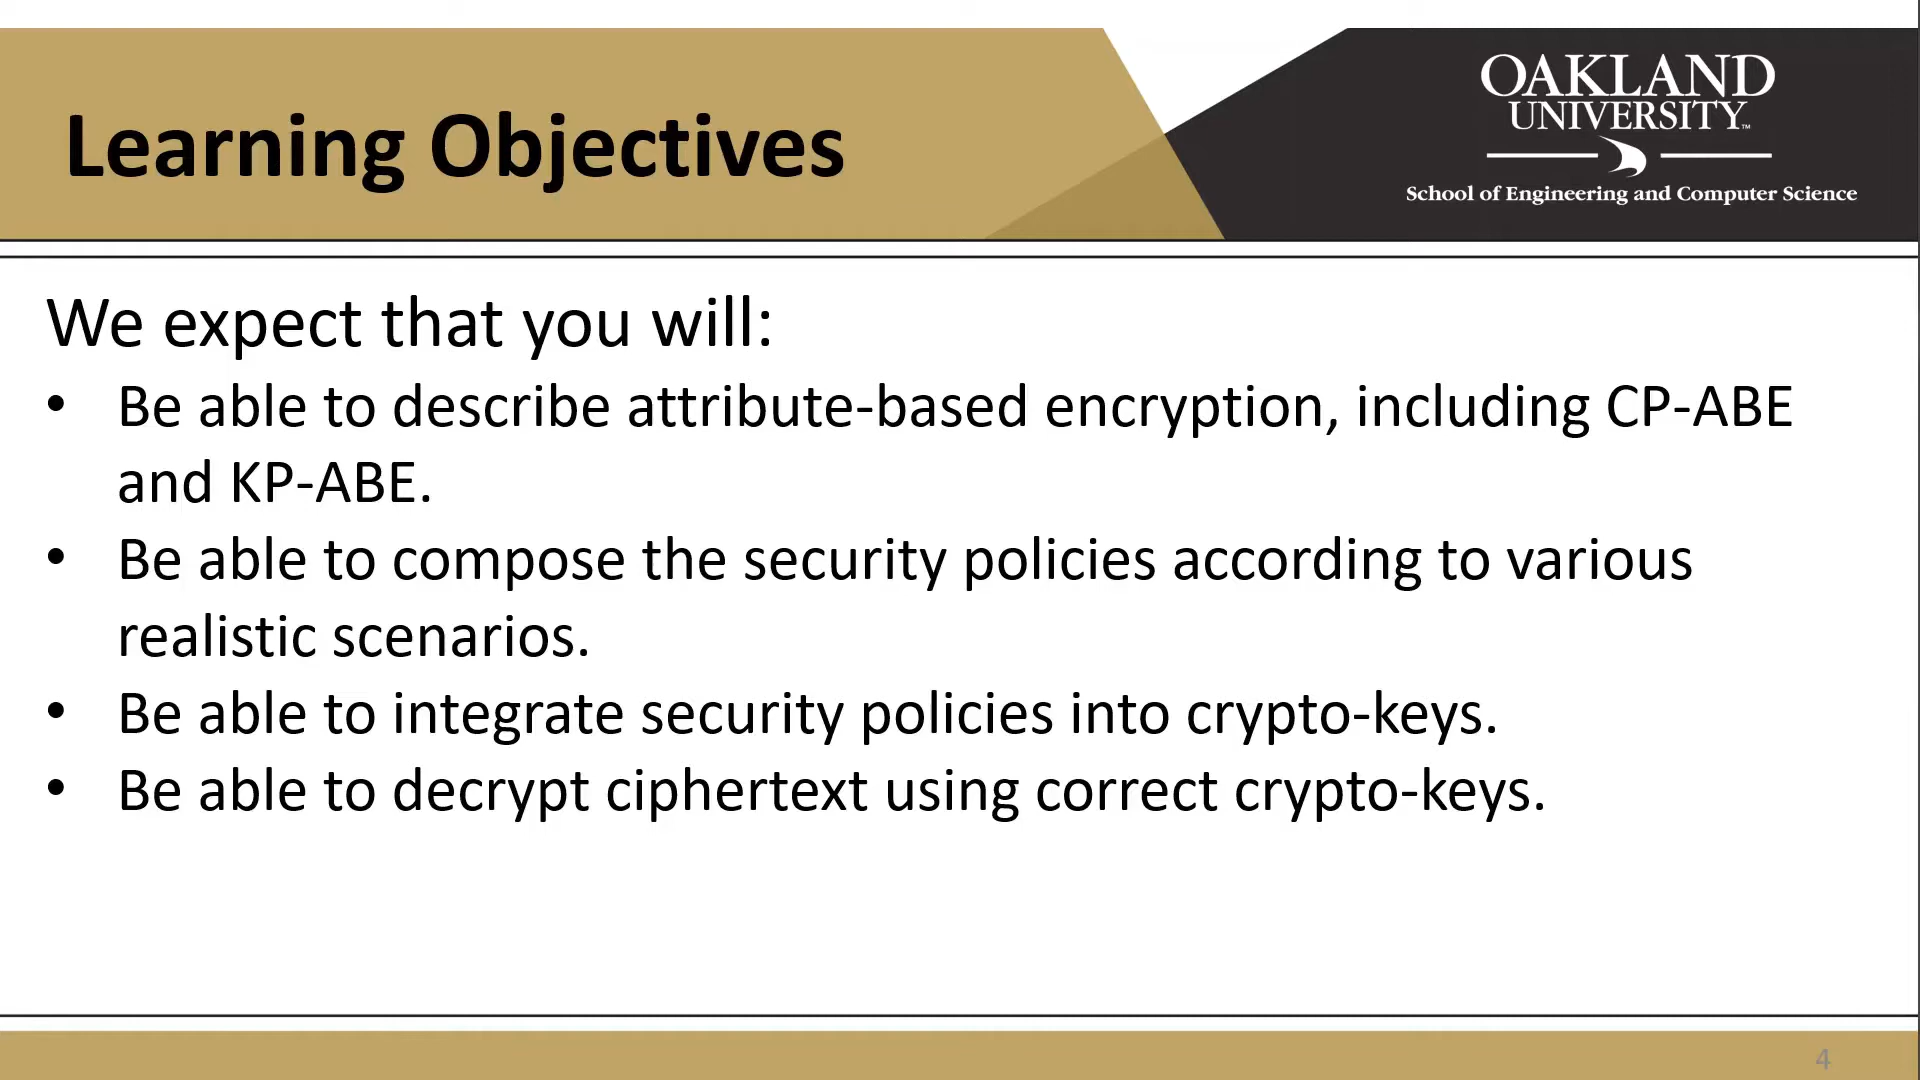 Learning Objectives
OAKLAND
UNIVERSITY™
School of Engineering and Computer Science
We expect that you will:
• Be able to describe attribute-based encryption, including CP-ABE
and KP-ABE.
• Be able to compose the security policies according to various
realistic scenarios.
• Be able to integrate security policies into crypto-keys.
• Be able to decrypt ciphertext using correct crypto-keys.
4